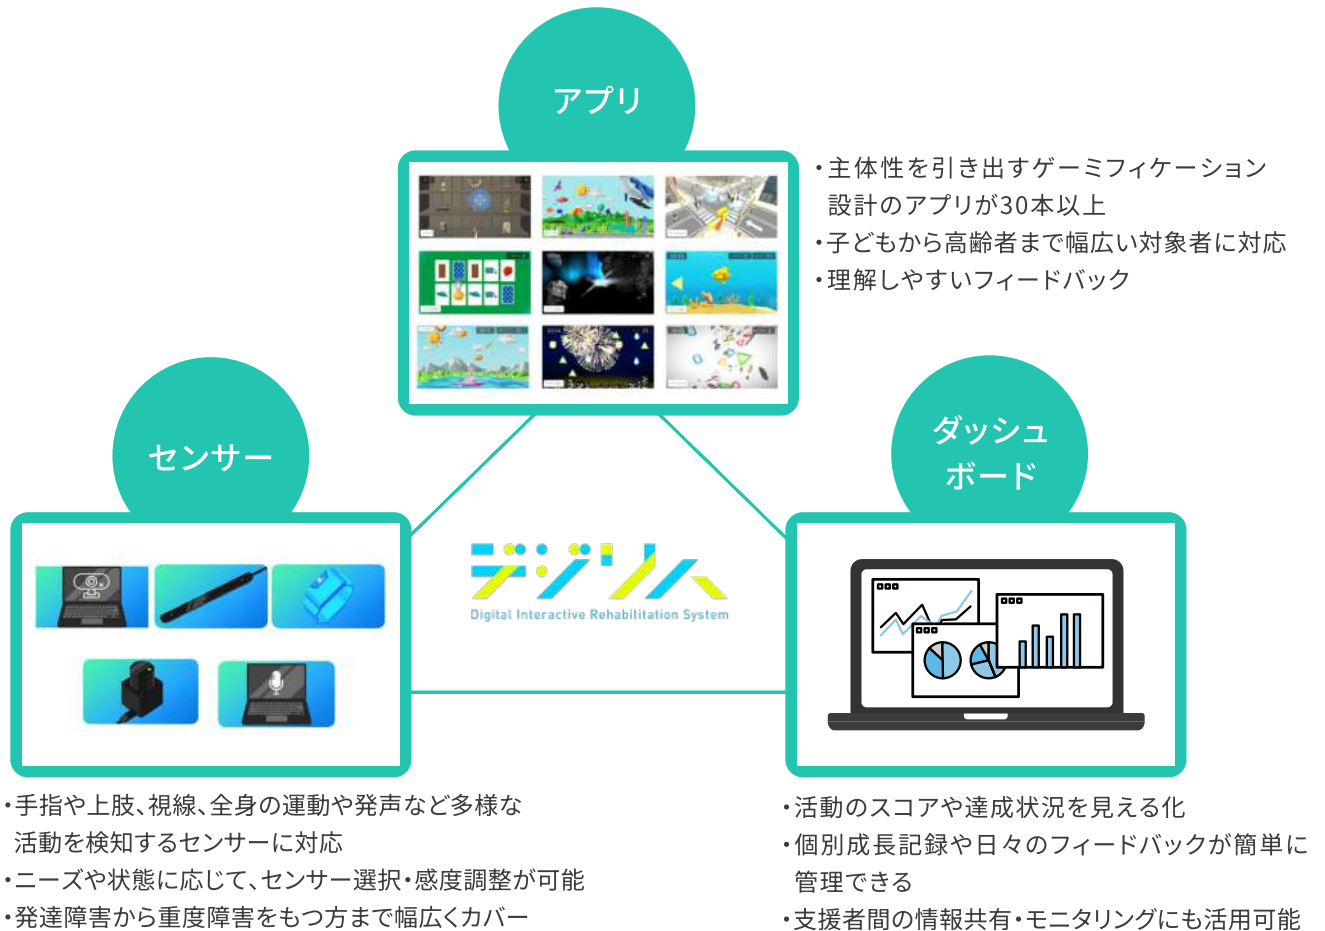 アプリ
・主体性を引き出すゲーミフィケーション
設計のアプリが30本以上
・子どもから高齢者まで幅広い対象者に対応
・理解しやすいフィードバック
センサー
ダッシュ
ボード
デジリハ
Digital Interactive Rehabilitation System
・手指や上肢、視線、全身の運動や発声など多様な
活動を検知するセンサーに対応
・ニーズや状態に応じて、センサー選択・感度調整が可能
・発達障害から重度障害をもつ方まで幅広くカバー
・活動のスコアや達成状況を見える化
・個別成長記録や日々のフィードバックが簡単に
管理できる
・支援者間の情報共有・モニタリングにも活用可能